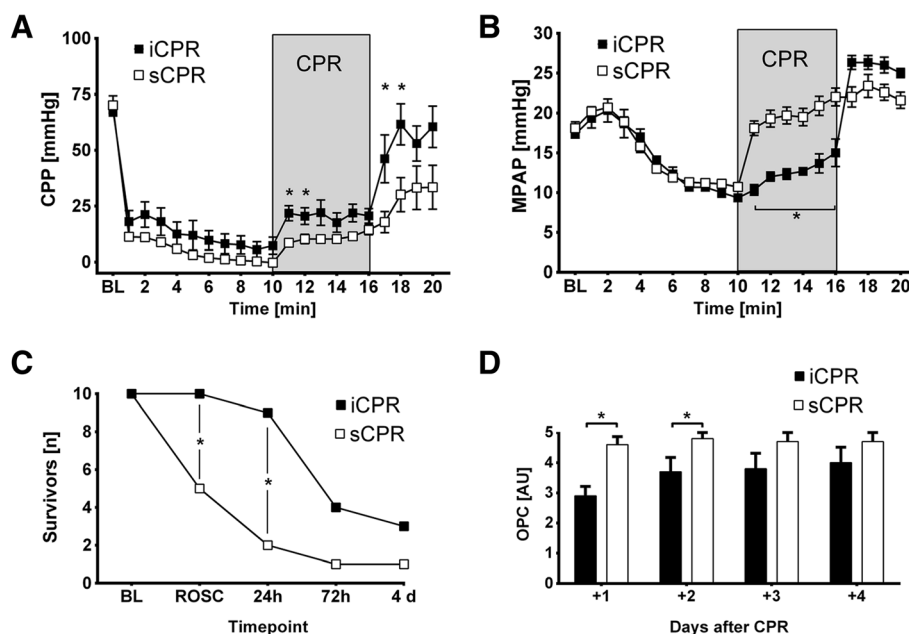 A
CPP [mmHg]
100
75
50
25
0
iCPR
sCPR
CPR
* *
* *
BL 2 4 6 8 10 12 14 16 18 20
Time [min]
B
MPAP [mmHg]
30
25
20
15
10
5
0
iCPR
sCPR
CPR
*
BL 2 4 6 8 10 12 14 16 18 20
Time [min]
C
Survivors [n]
10
8
6
4
2
0
iCPR
sCPR
*
*
BL ROSC 24h 72h 4 d
Timepoint
D
iCPR
sCPR
OPC [AU]
5
4
3
2
1
0
* *
+1 +2 +3 +4
Days after CPR